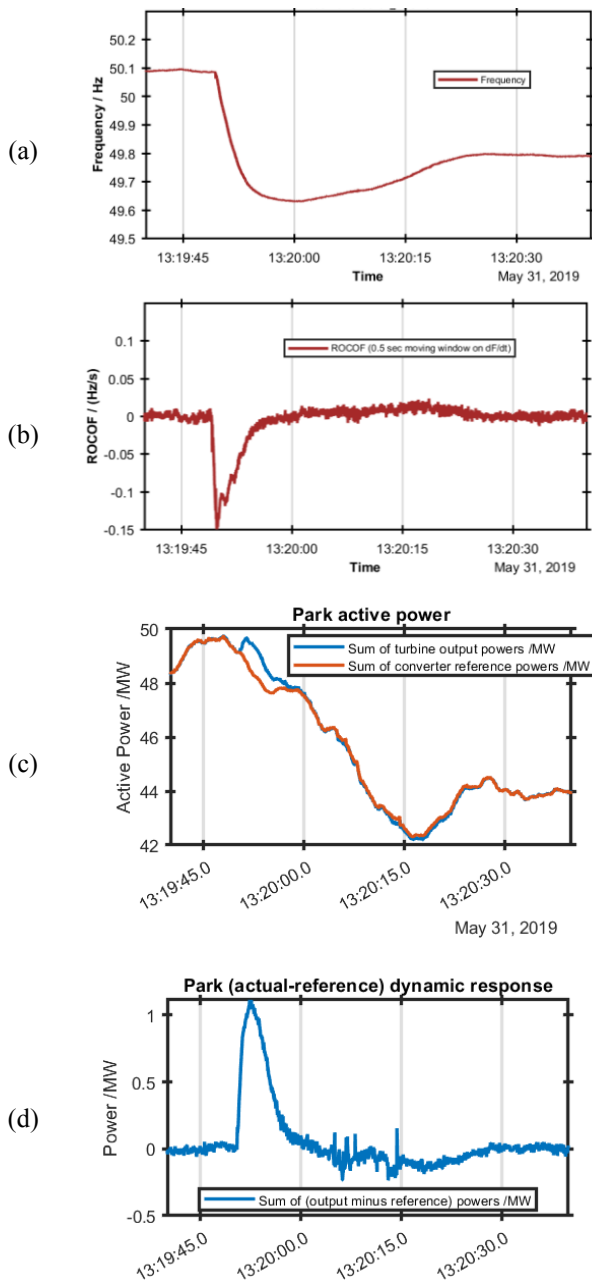 (a)
50.2
50.1
50
49.9
49.8
49.7
49.6
49.5
Frequency / Hz
Frequency
13:19:45
13:20:00
13:20:15
13:20:30
Time
May 31, 2019
(b)
0.1
0.05
0
-0.05
-0.1
-0.15
ROCOF / (Hz/s)
ROCOF (0.5 sec moving window on dF/dt)
13:19:45
13:20:00
13:20:15
13:20:30
Time
May 31, 2019
(c)
Park active power
50
48
46
44
42
Active Power /MW
Sum of turbine output powers /MW
Sum of converter reference powers /MW
13:19:45.0
13:20:00.0
13:20:15.0
13:20:30.0
May 31, 2019
(d)
Park (actual-reference) dynamic response
1
0.5
0
-0.5
Power /MW
Sum of (output minus reference) powers /MW
13:19:45.0
13:20:00.0
13:20:15.0
13:20:30.0